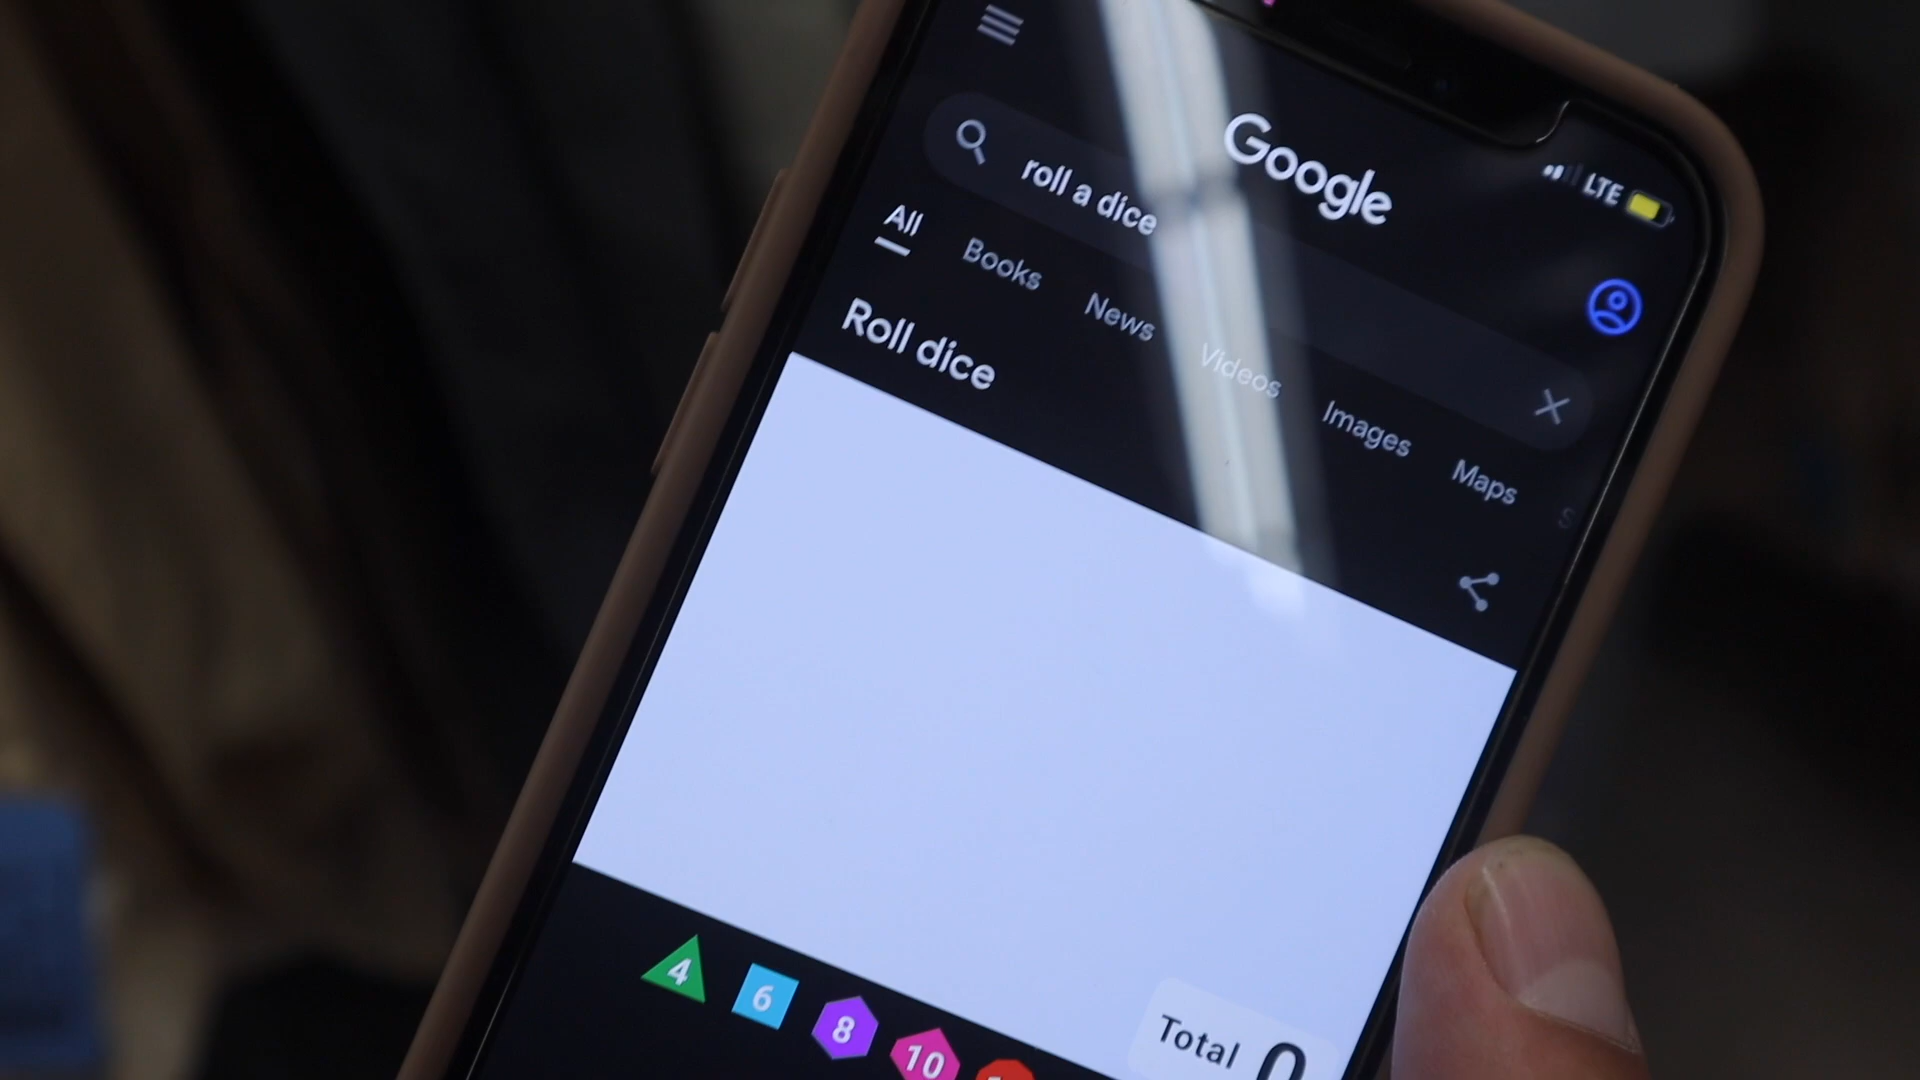 LTE
Google
roll a dice
All Books News Videos Images Maps
Roll dice
4 6 8 10
Total 0